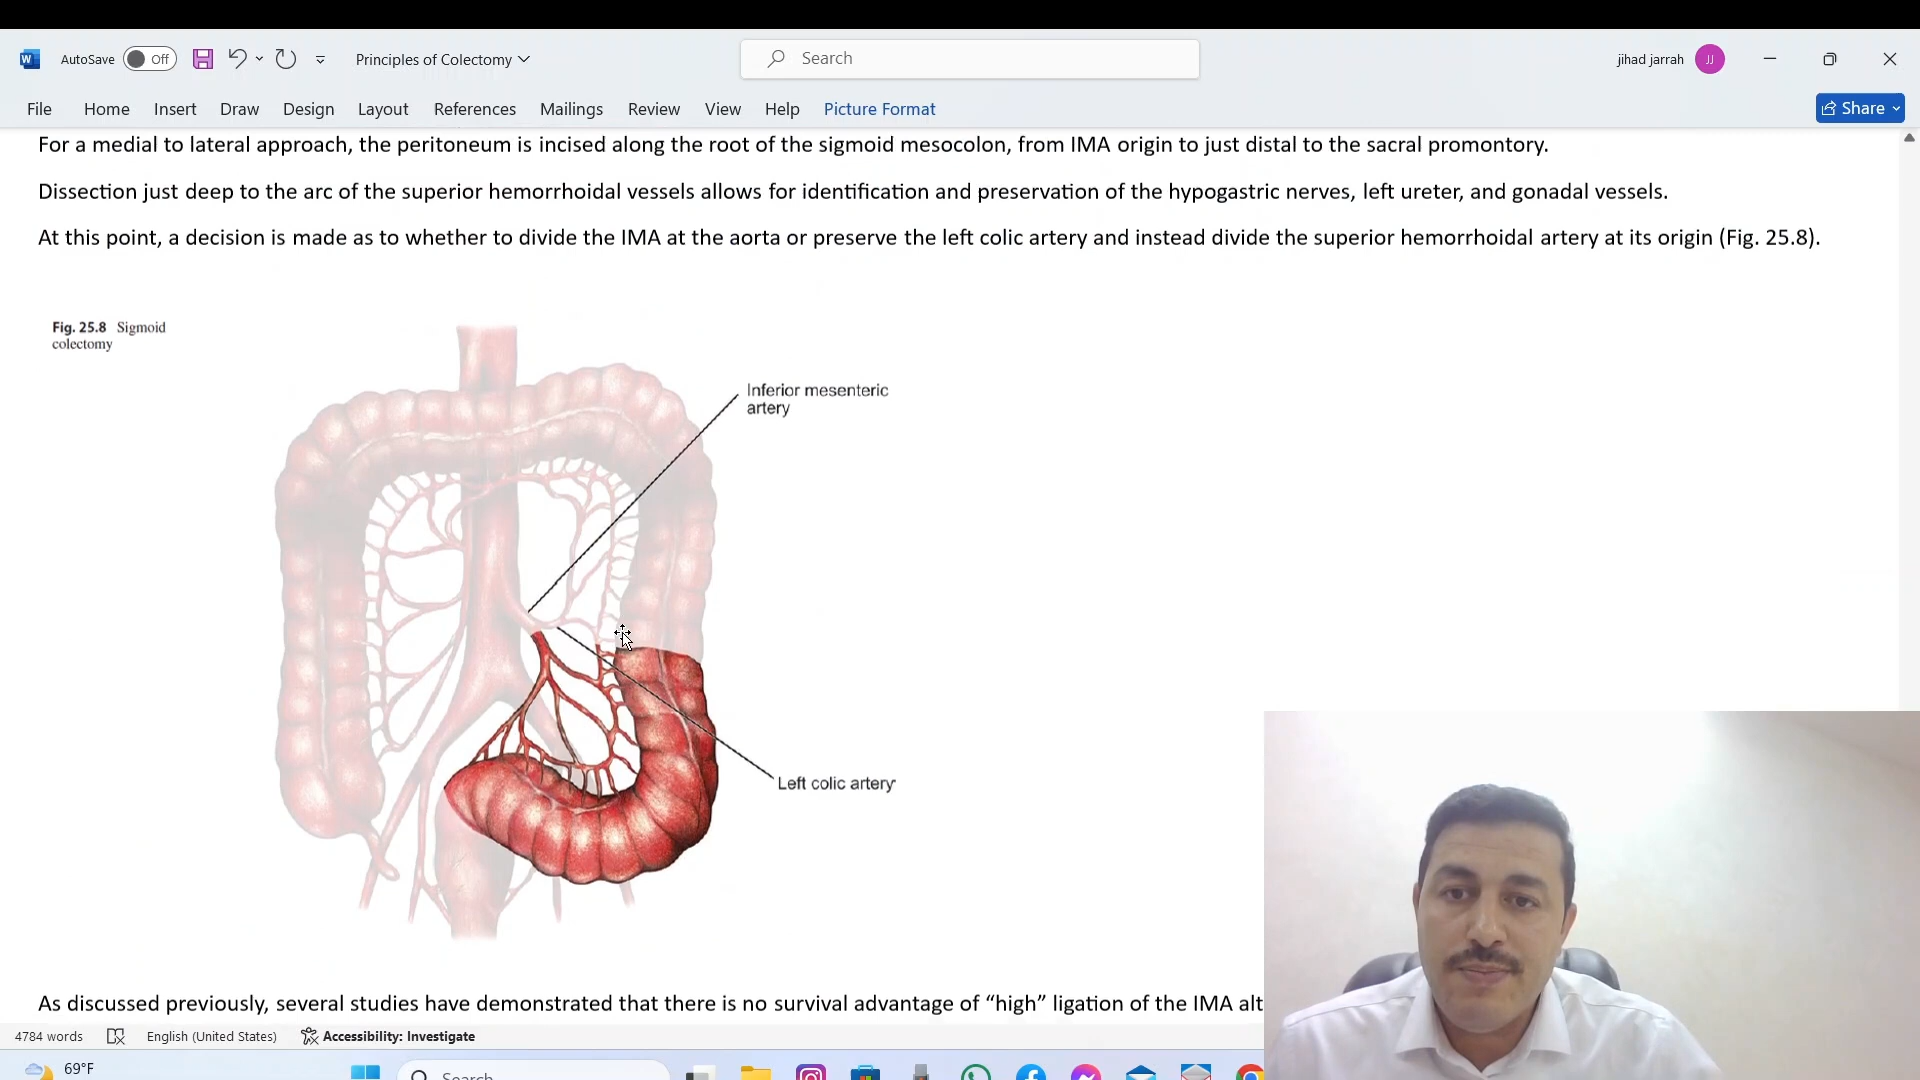 AutoSave Off Principles of Colectomy Search jihad jarrah JJ
File Home Insert Draw Design Layout References Mailings Review View Help Picture Format Share
For a medial to lateral approach, the peritoneum is incised along the root of the sigmoid mesocolon, from IMA origin to just distal to the sacral promontory.
Dissection just deep to the arc of the superior hemorrhoidal vessels allows for identification and preservation of the hypogastric nerves, left ureter, and gonadal vessels.
At this point, a decision is made as to whether to divide the IMA at the aorta or preserve the left colic artery and instead divide the superior hemorrhoidal artery at its origin (Fig. 25.8).
Fig. 25.8 Sigmoid
colectomy
Inferior mesenteric
artery
Left colic artery
As discussed previously, several studies have demonstrated that there is no survival advantage of “high” ligation of the IMA alt
4784 words English (United States) Accessibility: Investigate
69°F Search